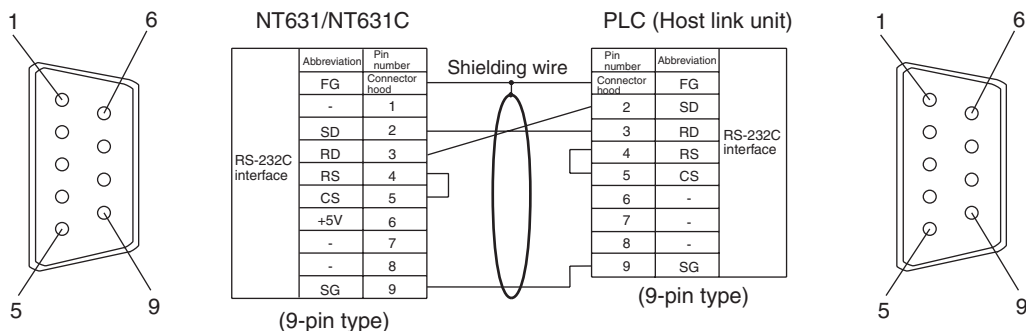 NT631/NT631C
PLC (Host link unit)
1
6
5
9
Abbreviation
Pin number
FG
Connector hood
-
1
SD
2
RD
3
RS
4
CS
5
+5V
6
-
7
-
8
SG
9
RS-232C
interface
(9-pin type)
Shielding wire
Pin number
Abbreviation
Connector hood
FG
2
SD
3
RD
4
RS
5
CS
6
-
7
-
8
-
9
SG
RS-232C
interface
(9-pin type)
1
6
5
9